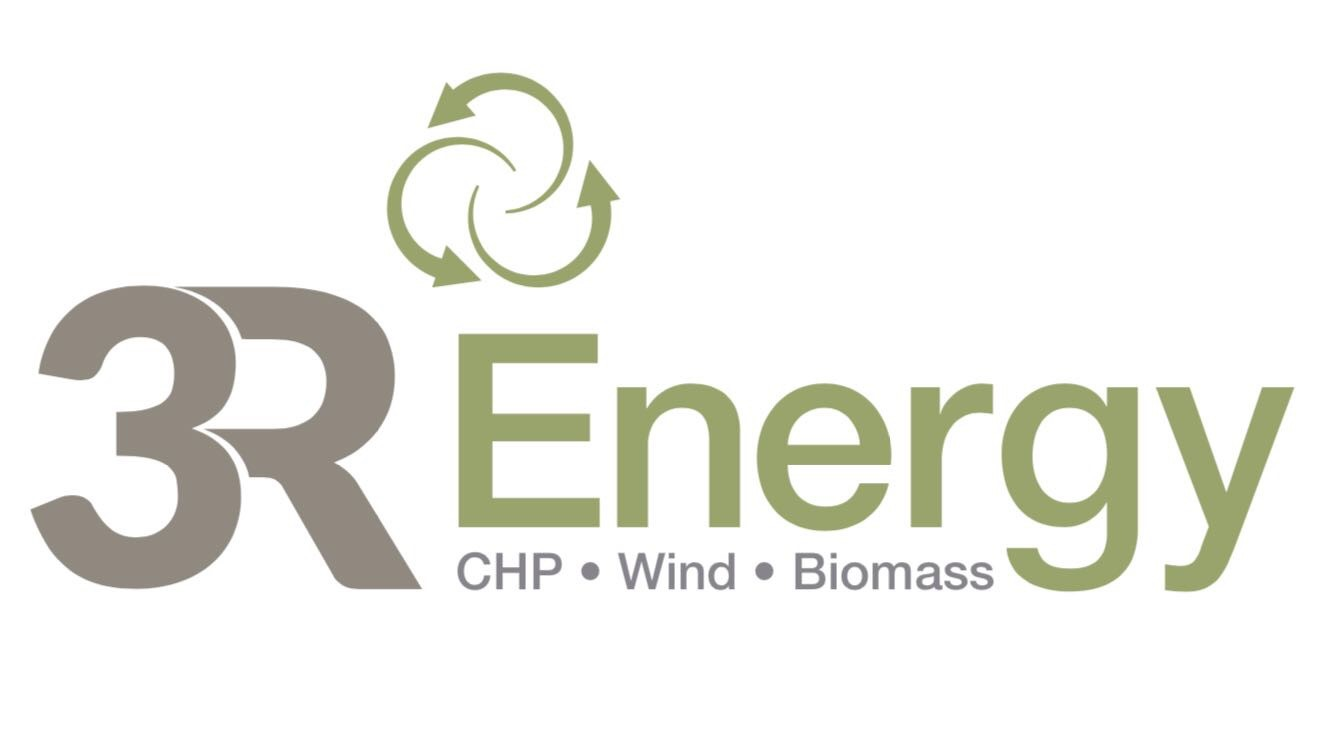 3R Energy
CHP • Wind • Biomass